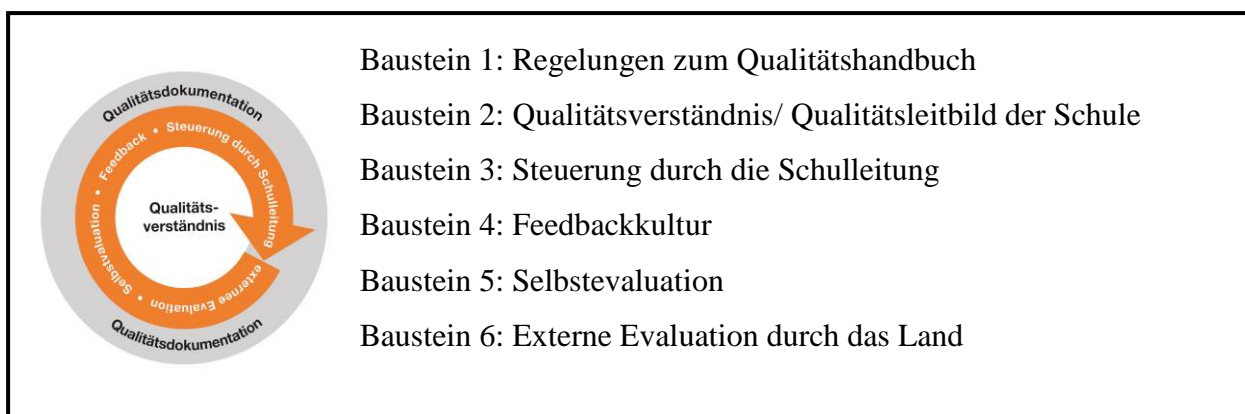 Qualitätsdokumentation
Feedback • Steuerung durch Schulleitung
externee Evaluation • Selbstvaluation •
Qualitäts-
verständnis
Qualitätsdokumentation
Baustein 1: Regelungen zum Qualitätshandbuch
Baustein 2: Qualitätsverständnis/ Qualitätsleitbild der Schule
Baustein 3: Steuerung durch die Schulleitung
Baustein 4: Feedbackkultur
Baustein 5: Selbstevaluation
Baustein 6: Externe Evaluation durch das Land